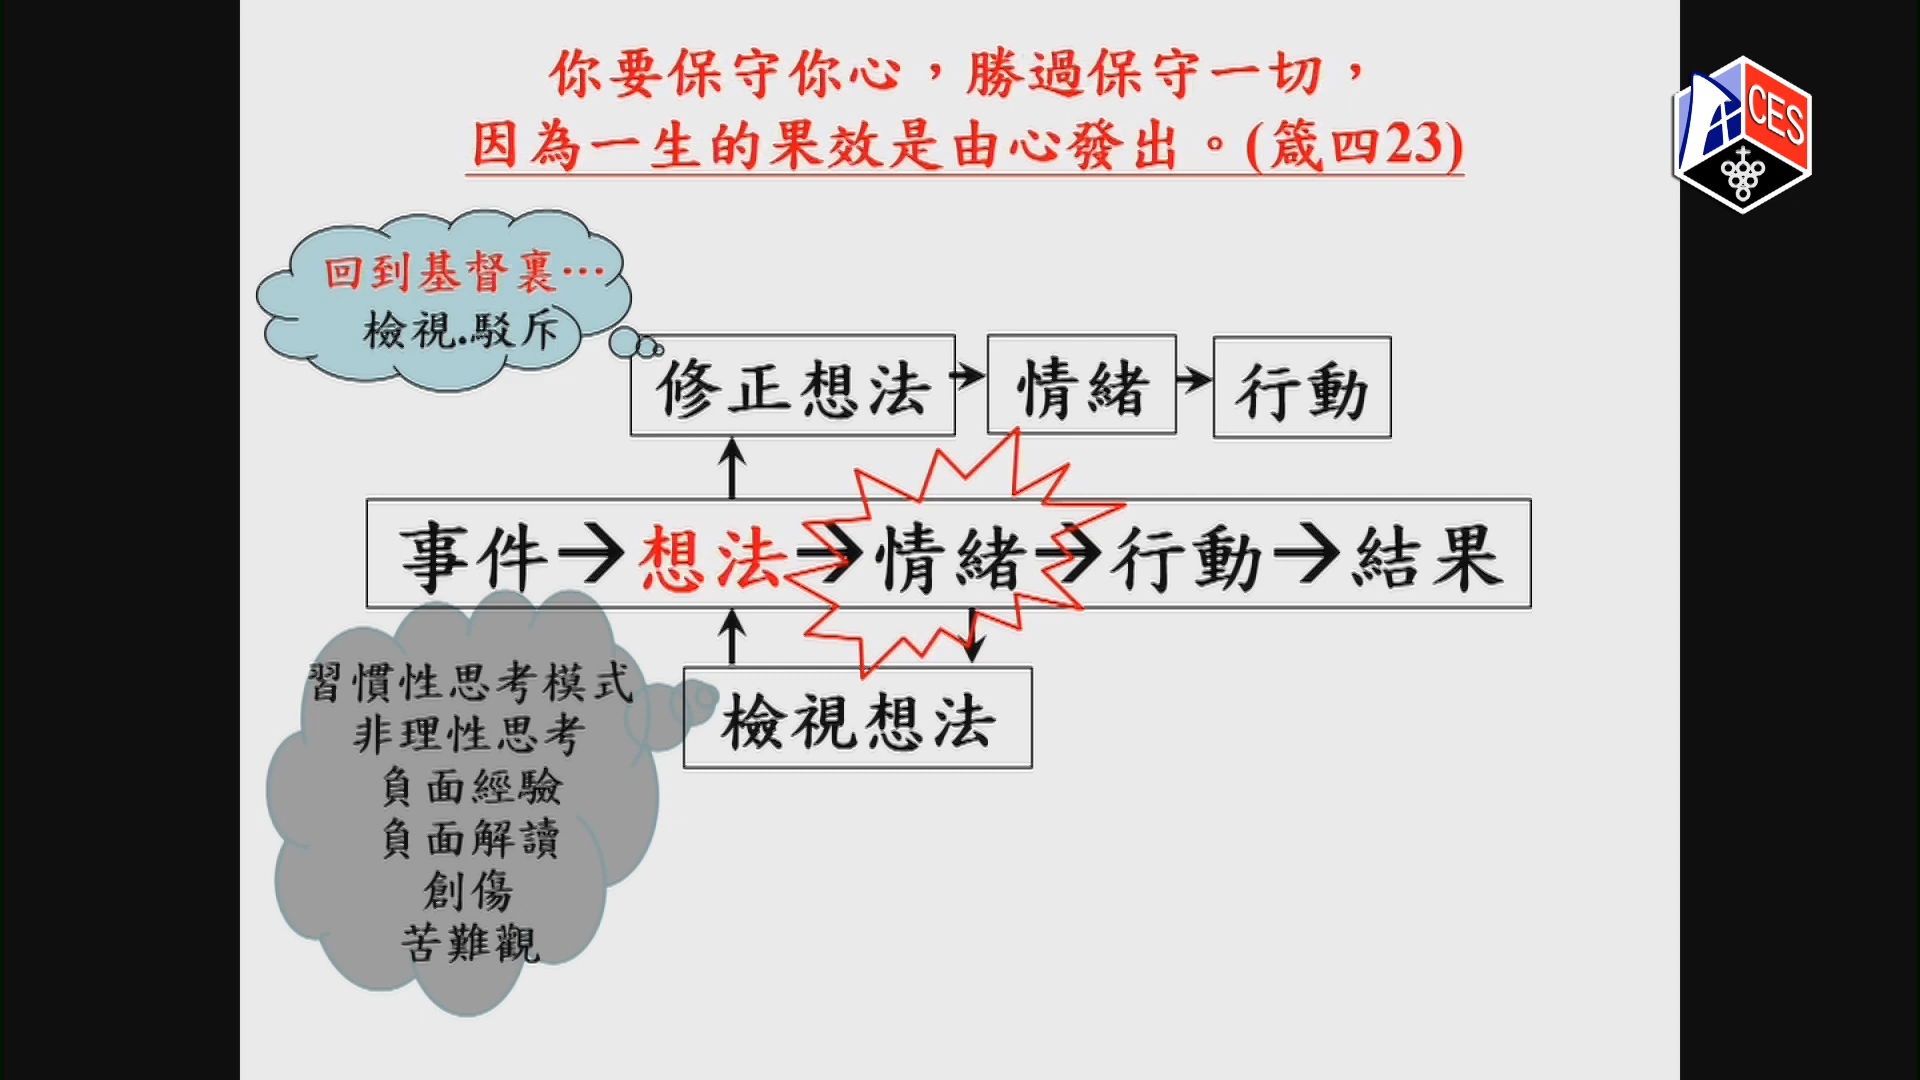 你要保守你心，勝過保守一切，
因為一生的果效是由心發出。(箴四23)
CES
回到基督裏…
檢視.駁斥
修正想法→情緒→行動
事件→想法→情緒→行動→結果
檢視想法
習慣性思考模式
非理性思考
負面經驗
負面解讀
創傷
苦難觀